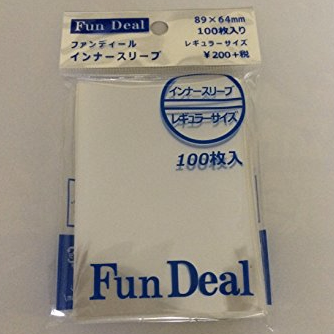 Fun Deal
ファンディール
インナースリーブ
89×64mm
100枚入り
レギュラーサイズ
￥200+税
インナースリーブ
レギュラーサイズ
100枚入
Fun Deal